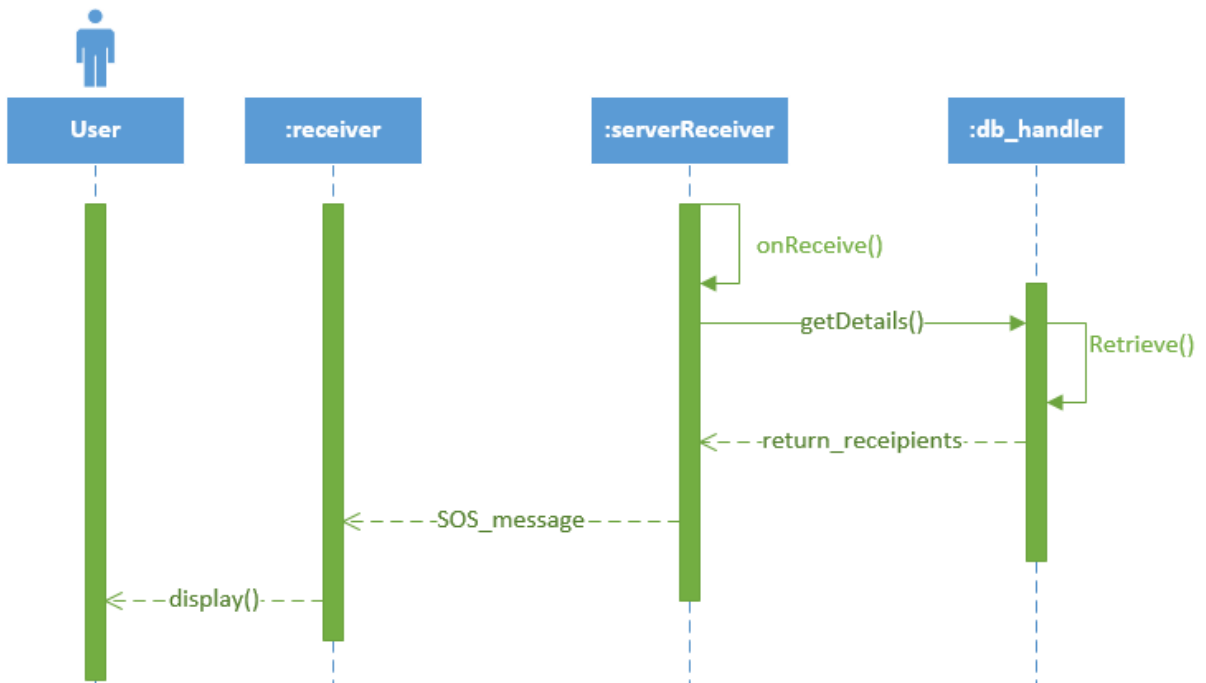 User
:receiver
:serverReceiver
:db_handler
onReceive()
getDetails()
Retrieve()
return_receipients
SOS_message
display()